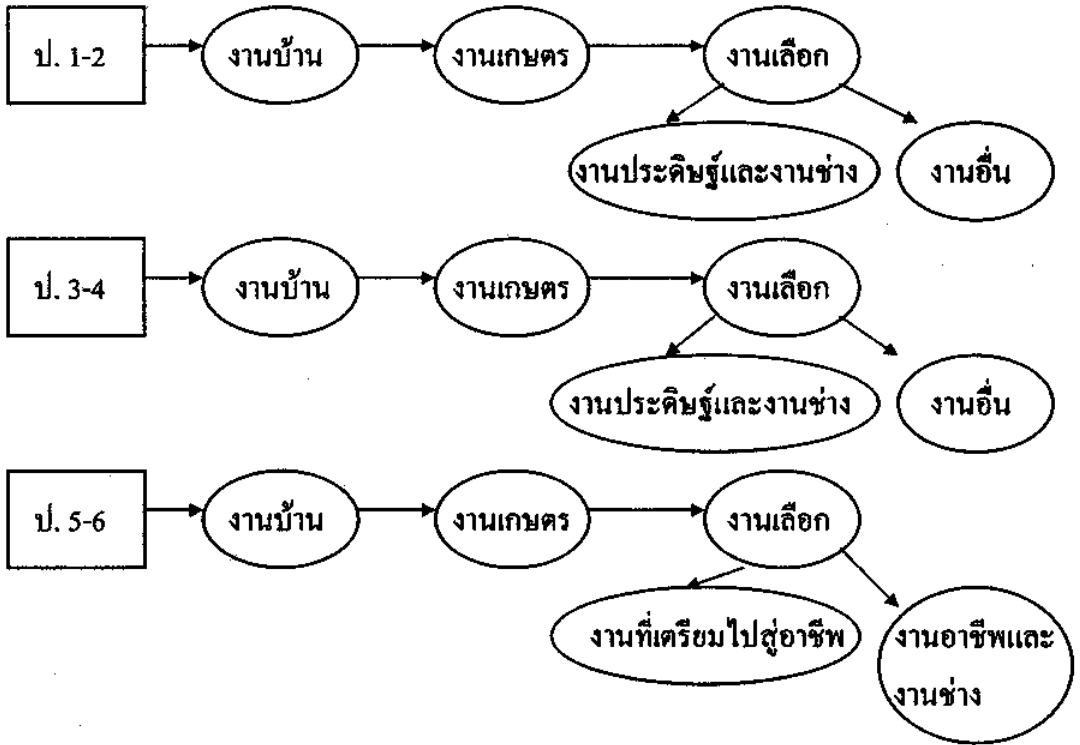 ป. 1-2
งานบ้าน
งานเกษตร
งานเลือก
งานประดิษฐ์และงานช่าง
งานอื่น
ป. 3-4
งานบ้าน
งานเกษตร
งานเลือก
งานประดิษฐ์และงานช่าง
งานอื่น
ป. 5-6
งานบ้าน
งานเกษตร
งานเลือก
งานที่เตรียมไปสู่อาชีพ
งานอาชีพและ
งานช่าง